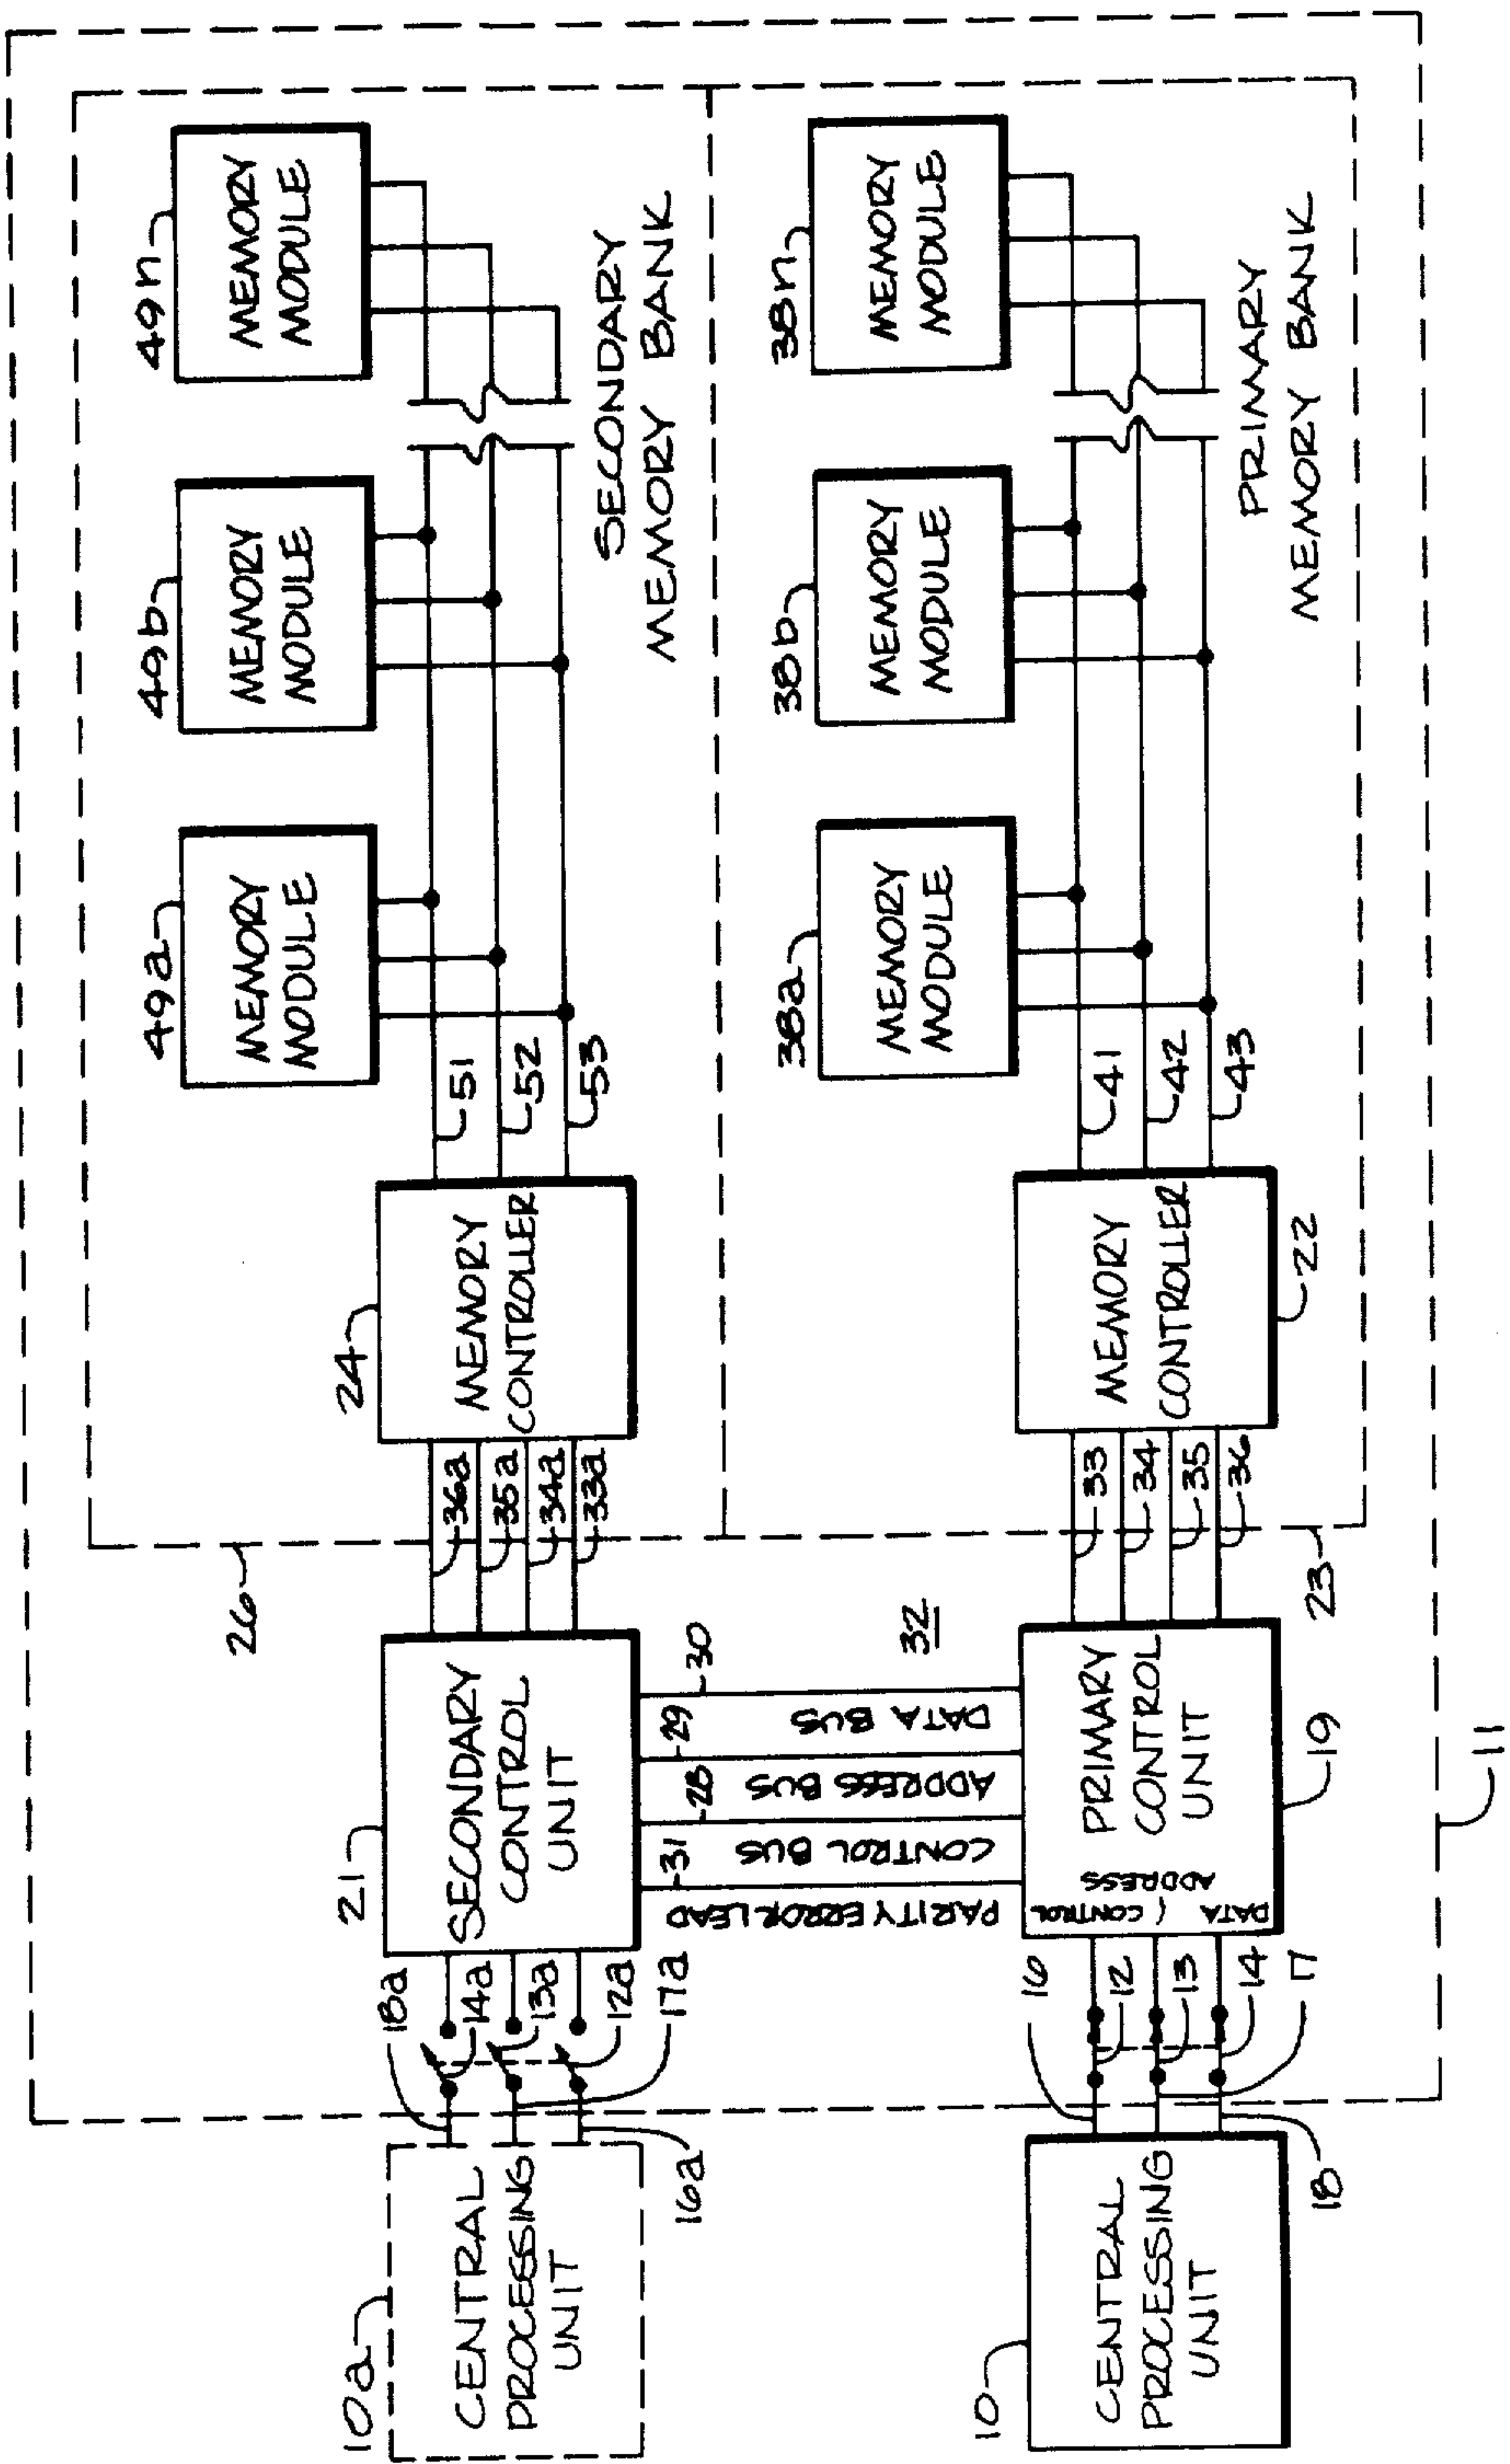 49a
49b
49n
MEMORY
MODULE
MEMORY
MODULE
MEMORY
MODULE
24
MEMORY
CONTROLLER
51
52
53
SECONDARY
MEMORY BANK
26
36a
35a
34a
33a
21
SECONDARY
CONTROL
UNIT
18a
14a
13a
12a
17a
16a
10a
CENTRAL
PROCESSING
UNIT
31
28
29
30
PARITY ERROR LEAD
CONTROL BUS
ADDRESS BUS
DATA BUS
32
38a
38b
38n
MEMORY
MODULE
MEMORY
MODULE
MEMORY
MODULE
41
42
43
PRIMARY
MEMORY BANK
MEMORY
CONTROLLER
22
33
34
35
36
23
PRIMARY
CONTROL
UNIT
CONTROL
ADDRESS
DATA
19
16
12
13
14
17
18
10
CENTRAL
PROCESSING
UNIT
11